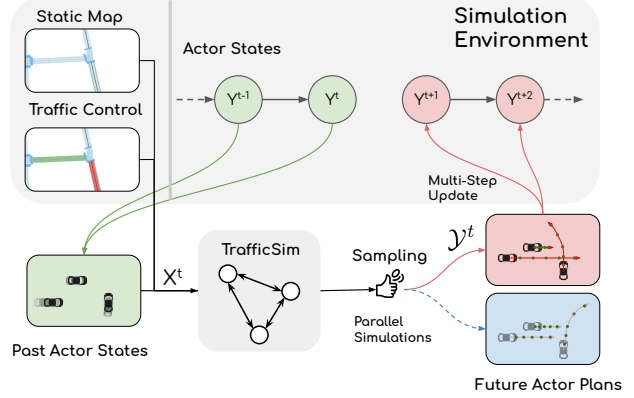 Static Map
Simulation
Environment
Actor States
Traffic Control
Y^{t-1}
Y^t
Y^{t+1}
Y^{t+2}
Multi-Step
Update
TrafficSim
Sampling
𝒴^t
X^t
Parallel
Simulations
Past Actor States
Future Actor Plans